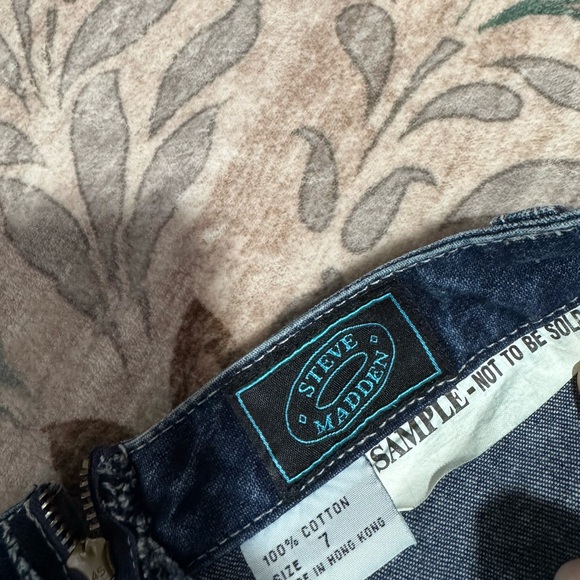 STEVE
MADDEN
SAMPLE - NOT TO BE SOLD
100% COTTON
SIZE 7
IN HONG KONG